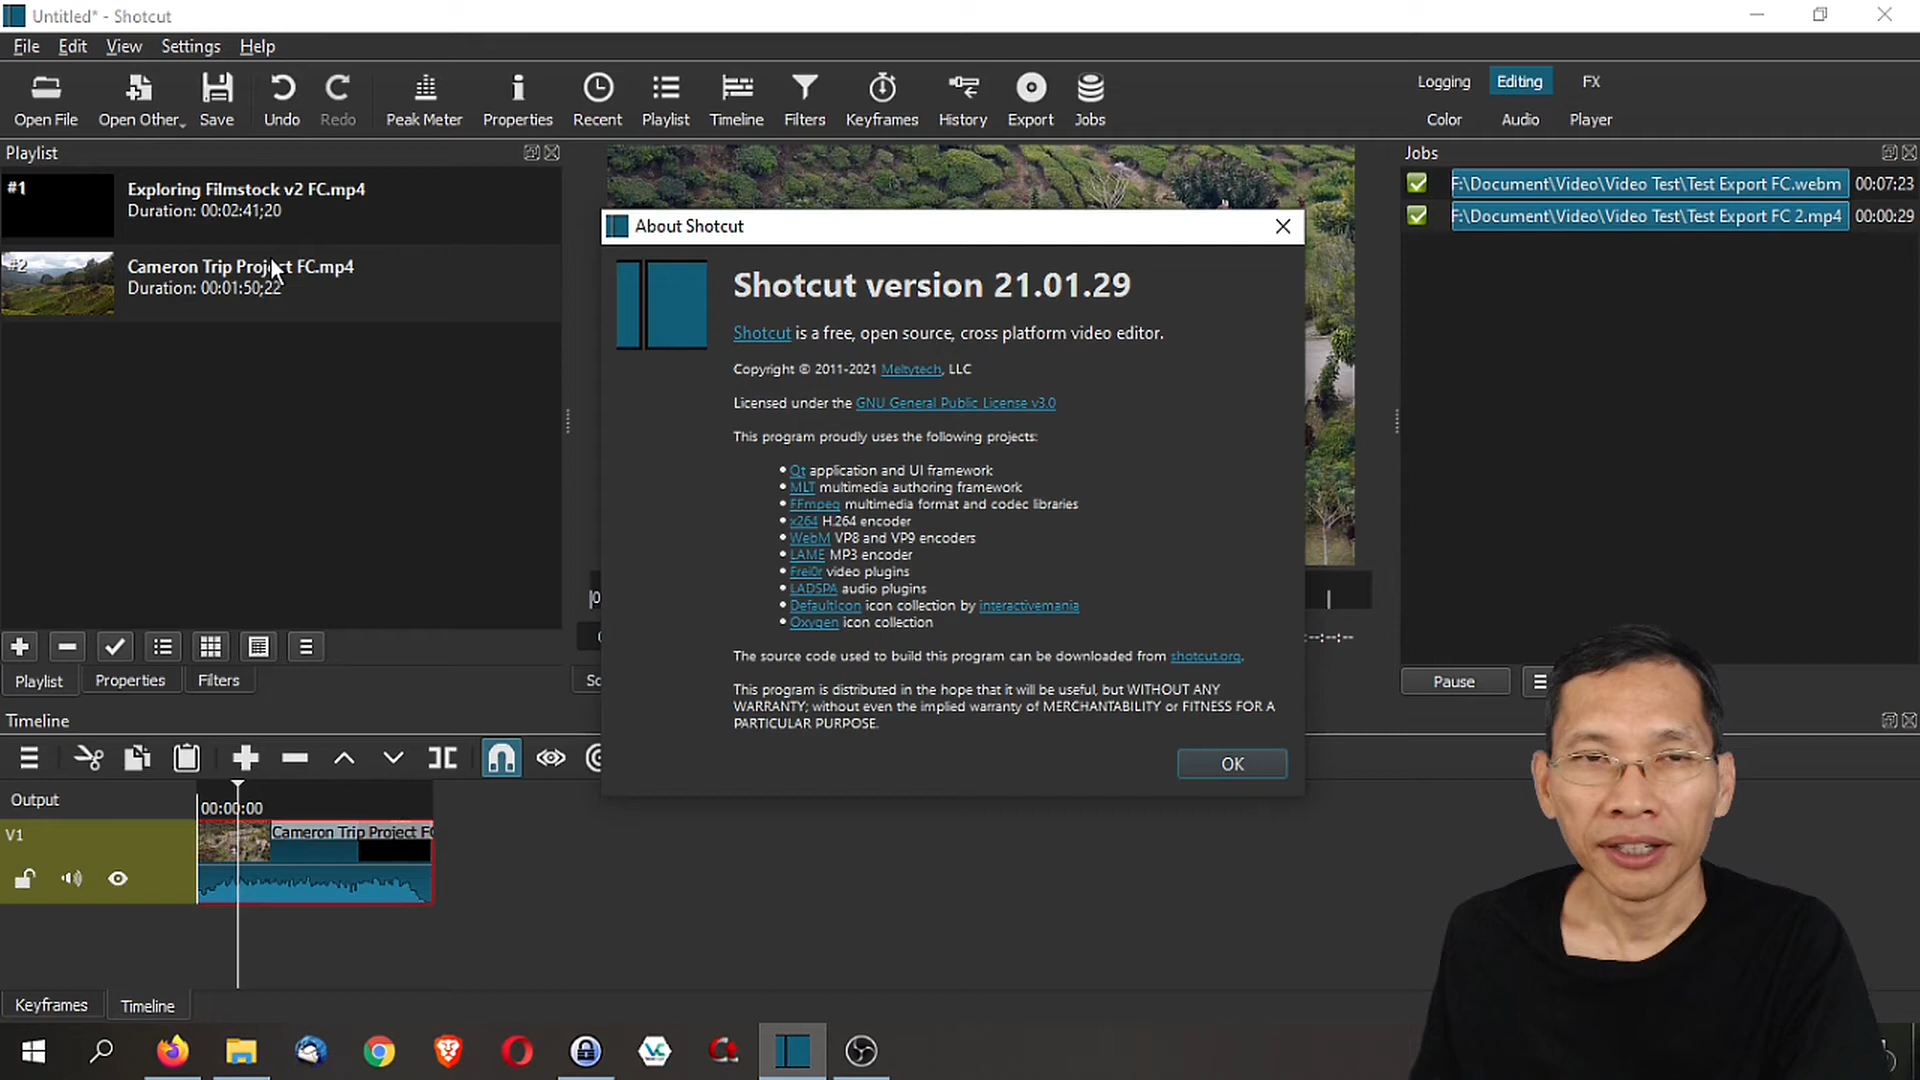 Untitled* - Shotcut
File Edit View Settings Help
Open File Open Other Save Undo Redo Peak Meter Properties Recent Playlist Timeline Filters Keyframes History Export Jobs
Logging Editing FX
Color Audio Player
Playlist
#1
Exploring Filmstock v2 FC.mp4
Duration: 00:02:41;20
#2
Cameron Trip Project FC.mp4
Duration: 00:01:50;22
Playlist Properties Filters
About Shotcut
Shotcut version 21.01.29
Shotcut is a free, open source, cross platform video editor.
Copyright © 2011-2021 Meltytech, LLC
Licensed under the GNU General Public License v3.0
This program proudly uses the following projects:
• Qt application and UI framework
• MLT multimedia authoring framework
• FFmpeg multimedia format and codec libraries
• x264 H.264 encoder
• WebM VP8 and VP9 encoders
• LAME MP3 encoder
• Frei0r video plugins
• LADSPA audio plugins
• DefaultIcon icon collection by interactivemania
• Oxygen icon collection
The source code used to build this program can be downloaded from shotcut.org.
This program is distributed in the hope that it will be useful, but WITHOUT ANY
WARRANTY; without even the implied warranty of MERCHANTABILITY or FITNESS FOR A
PARTICULAR PURPOSE.
OK
--:--
Jobs
F:\Document\Video\Video Test\Test Export FC.webm 00:07:23
F:\Document\Video\Video Test\Test Export FC 2.mp4 00:00:29
Pause
Timeline
Output
00:00:00
V1
Cameron Trip Project FC
Keyframes Timeline